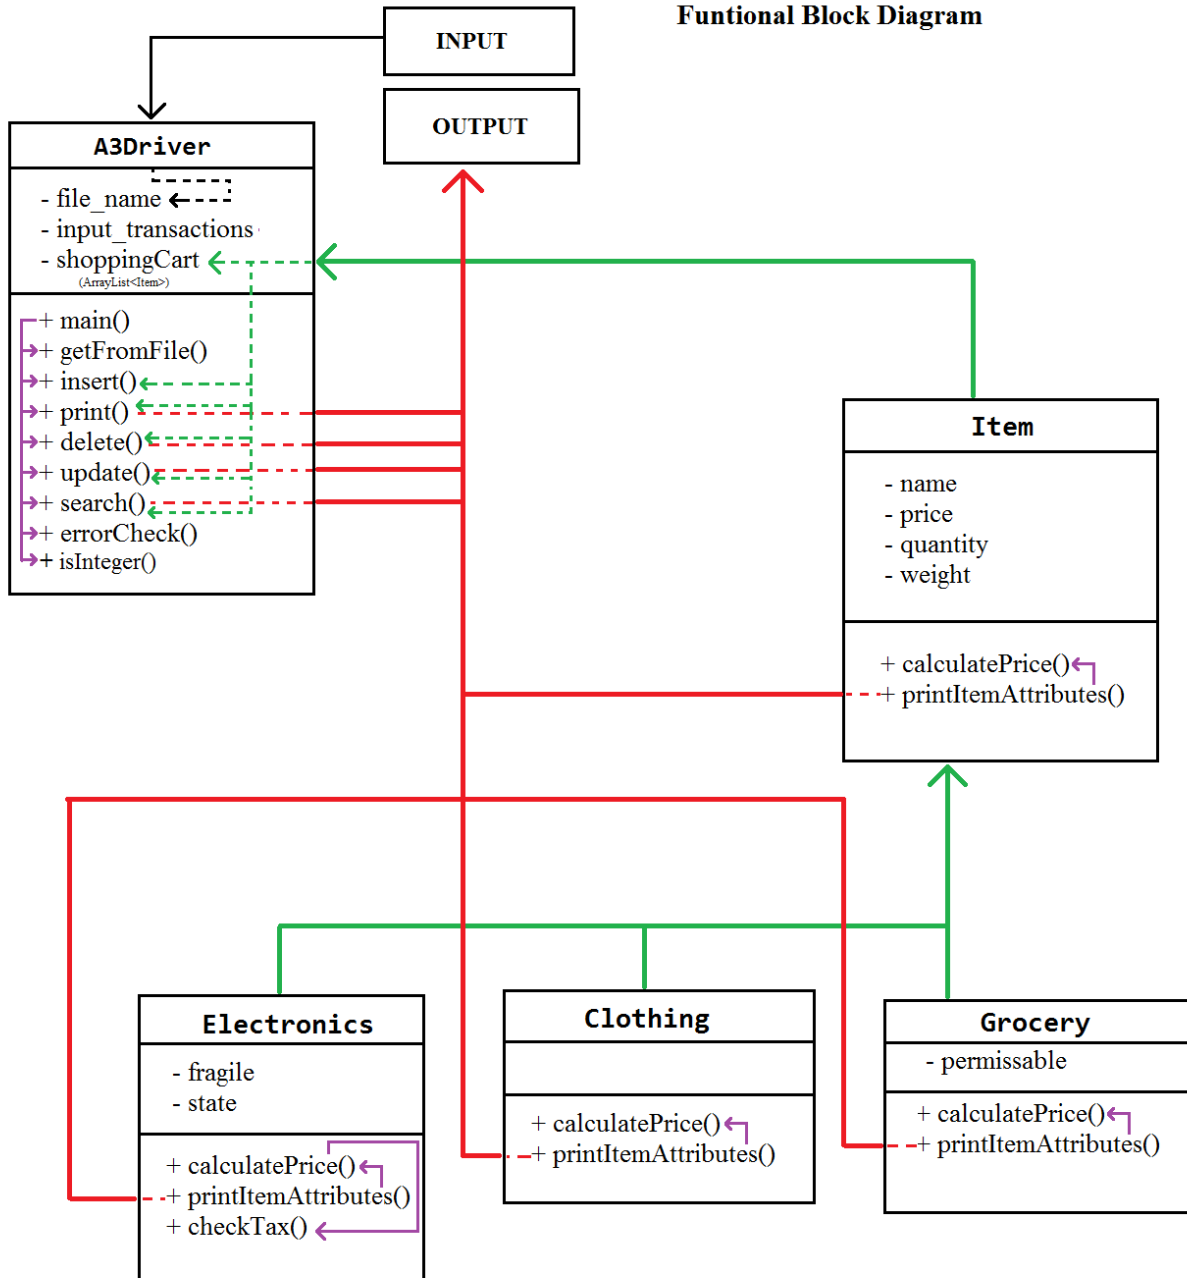 Funtional Block Diagram
INPUT
OUTPUT
A3Driver
- file_name
- input_transactions
- shoppingCart
(ArrayList<Item>)
+ main()
+ getFromFile()
+ insert()
+ print()
+ delete()
+ update()
+ search()
+ errorCheck()
+ isInteger()
Item
- name
- price
- quantity
- weight
+ calculatePrice()
+ printItemAttributes()
Electronics
- fragile
- state
+ calculatePrice()
+ printItemAttributes()
+ checkTax()
Clothing
+ calculatePrice()
+ printItemAttributes()
Grocery
- permissable
+ calculatePrice()
+ printItemAttributes()